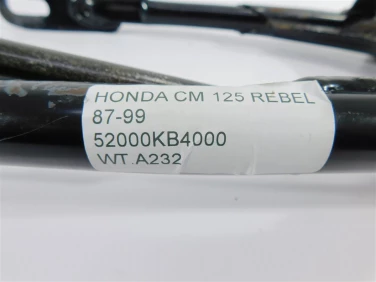 HONDA CM 125 REBEL
87-99
52000KB4000
WT A232